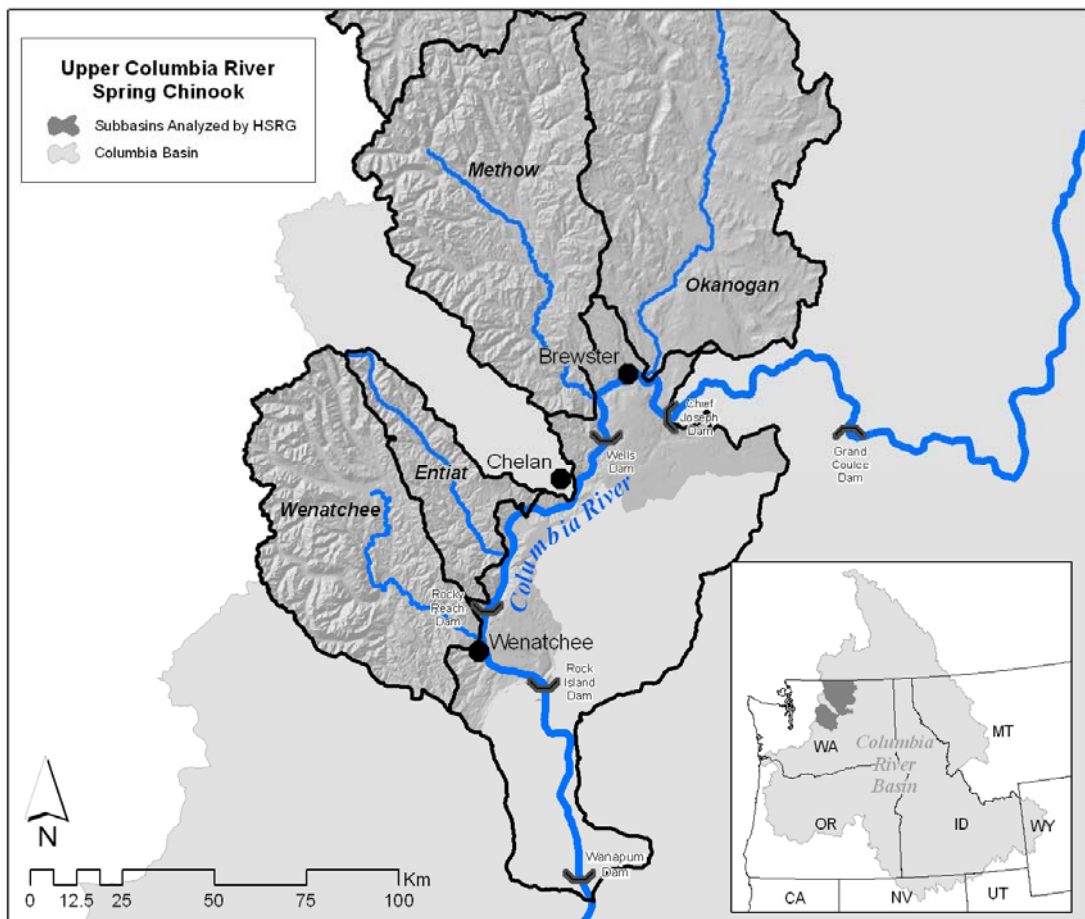 Upper Columbia River
Spring Chinook
Subbasins Analyzed by HSRG
Columbia Basin
Methow
Okanogan
Brewster
Chief
Joseph
Dam
Wells
Dam
Grand
Coulee
Dam
Chelan
Entiat
Wenatchee
Columbia River
Rocky
Reach
Dam
Wenatchee
Rock
Island
Dam
Wanapum
Dam
N
Km
0 12.5 25 50 75 100
WA
MT
Columbia
River
Basin
OR
ID
WY
CA
NV
UT